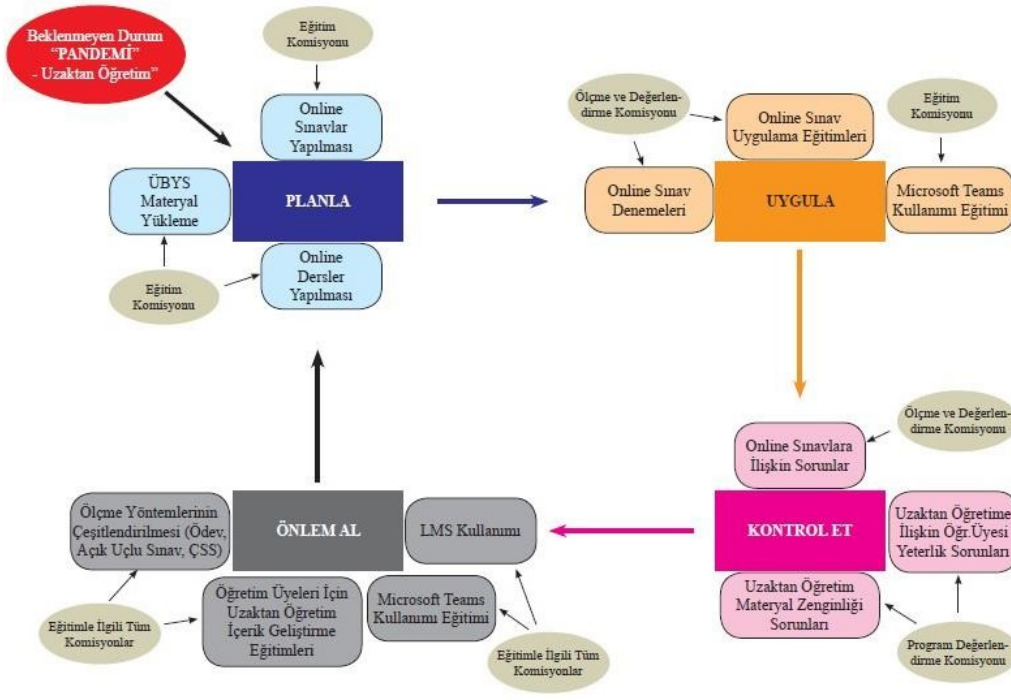 Beklenmeyen Durum
“PANDEMİ”
- Uzaktan Öğretim”
Eğitim
Komisyonu
Online
Sınavlar
Yapılması
ÜBYS
Materyal
Yükleme
PLANLA
Online
Dersler
Yapılması
Eğitim
Komisyonu
Ölçme ve Değerlen-
dirme Komisyonu
Online Sınav
Uygulama Eğitimleri
Eğitim
Komisyonu
Online Sınav
Denemeleri
UYGULA
Microsoft Teams
Kullanımı Eğitimi
Ölçme ve Değerlen-
dirme Komisyonu
Online Sınavlara
İlişkin Sorunlar
KONTROL ET
Uzaktan Öğretime
İlişkin Öğr.Üyesi
Yeterlik Sorunları
Uzaktan Öğretim
Materyal Zenginliği
Sorunları
Program Değerlen-
dirme Komisyonu
Ölçme Yöntemlerinin
Çeşitlendirilmesi (Ödev,
Açık Uçlu Sınav, ÇSS)
ÖNLEM AL
LMS Kullanımı
Öğretim Üyeleri İçin
Uzaktan Öğretim
İçerik Geliştirme
Eğitimleri
Microsoft Teams
Kullanımı Eğitimi
Eğitimle İlgili Tüm
Komisyonlar
Eğitimle İlgili Tüm
Komisyonlar